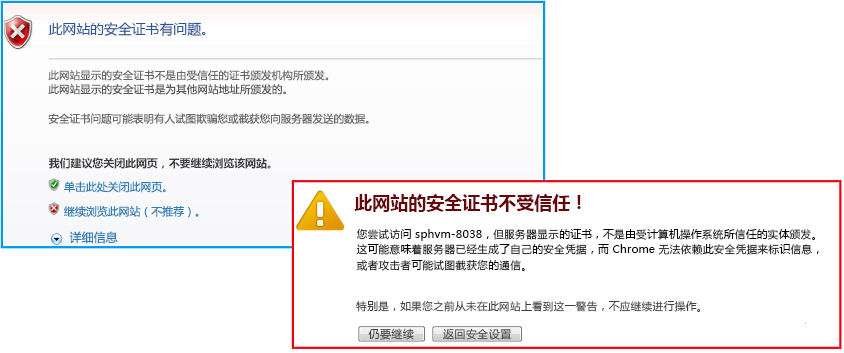 此网站的安全证书有问题。
此网站显示的安全证书不是由受信任的证书颁发机构所颁发。
此网站显示的安全证书是为其他网站地址所颁发的。
安全证书问题可能表明有人试图欺骗您或截获您向服务器发送的数据。
我们建议您关闭此网页，不要继续浏览该网站。
单击此处关闭此网页。
继续浏览此网站（不推荐）。
详细信息
此网站的安全证书不受信任！
您尝试访问 sphvm-8038，但服务器显示的证书，不是由受计算机操作系统所信任的实体颁发。
这可能意味着服务器已经生成了自己的安全凭据，而 Chrome 无法依赖此安全凭据来标识信息，
或者攻击者可能试图截获您的通信。
特别是，如果您之前从未在此网站上看到这一警告，不应继续进行操作。
仍要继续 返回安全设置